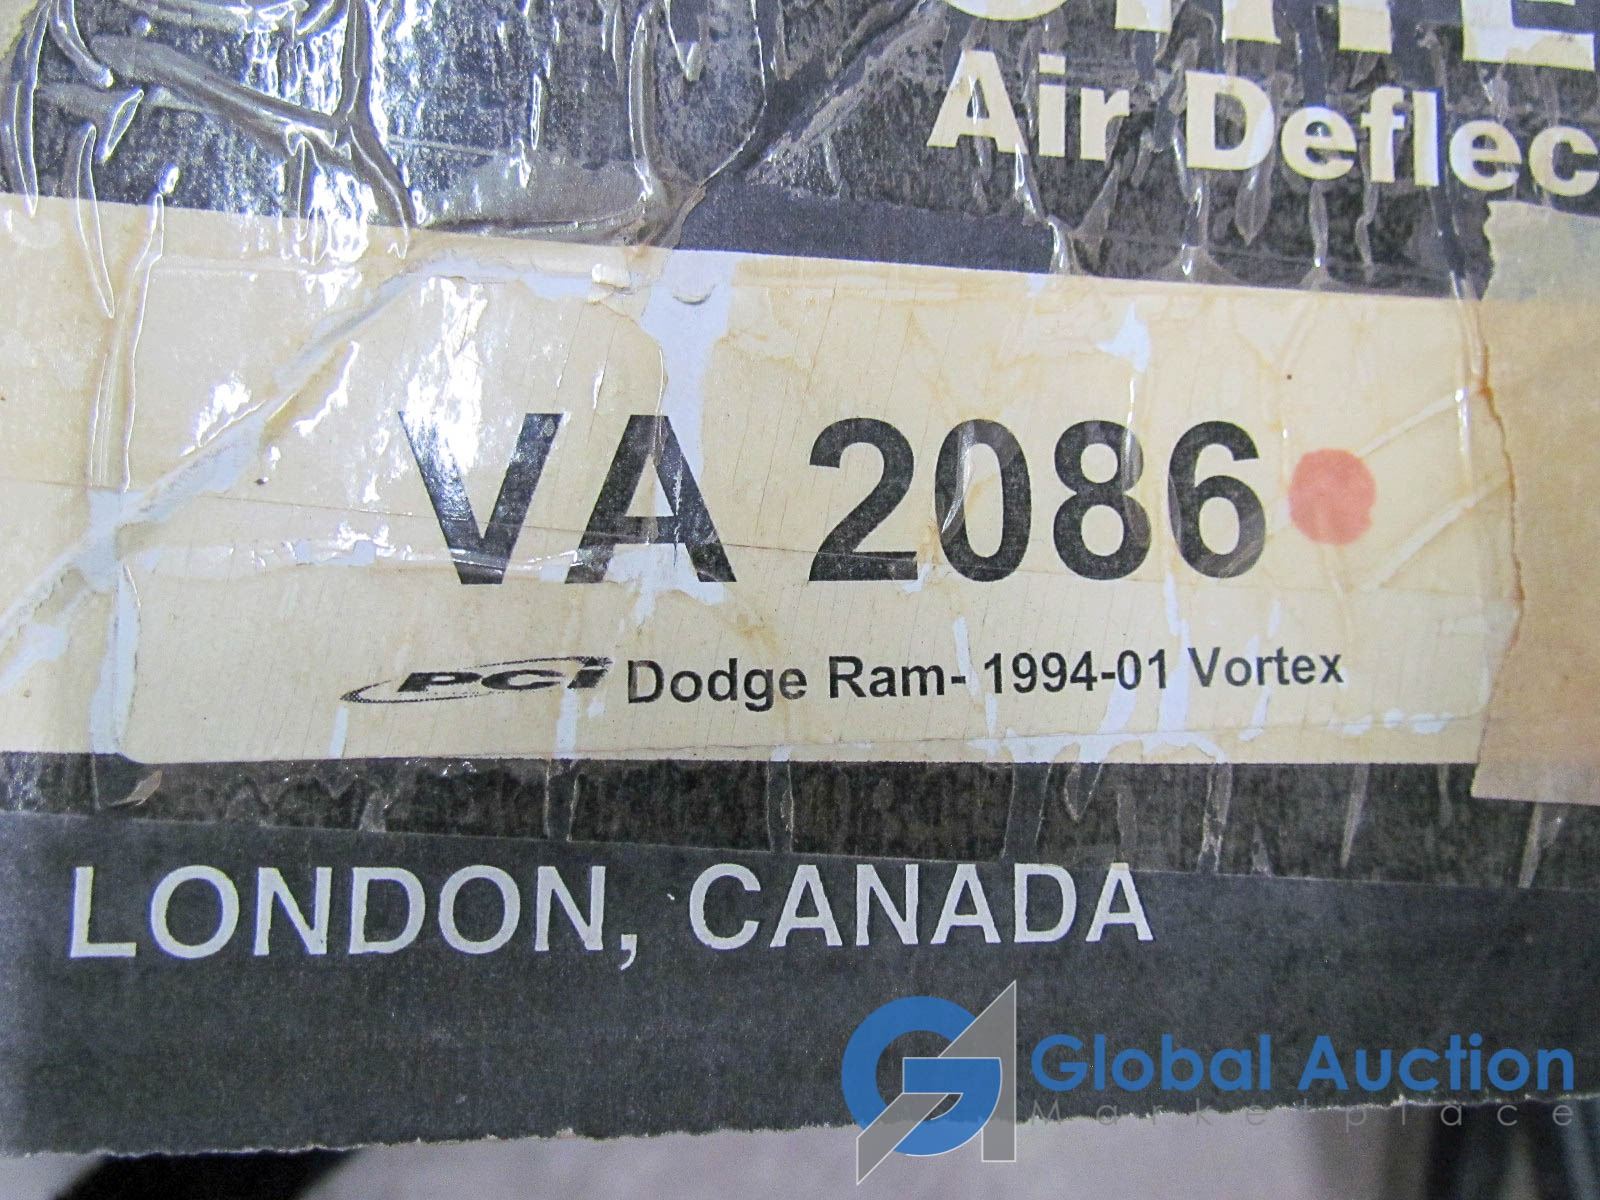 Air Deflec
VA 2086
PCi Dodge Ram- 1994-01 Vortex
LONDON, CANADA
Global Auction
Marketplace